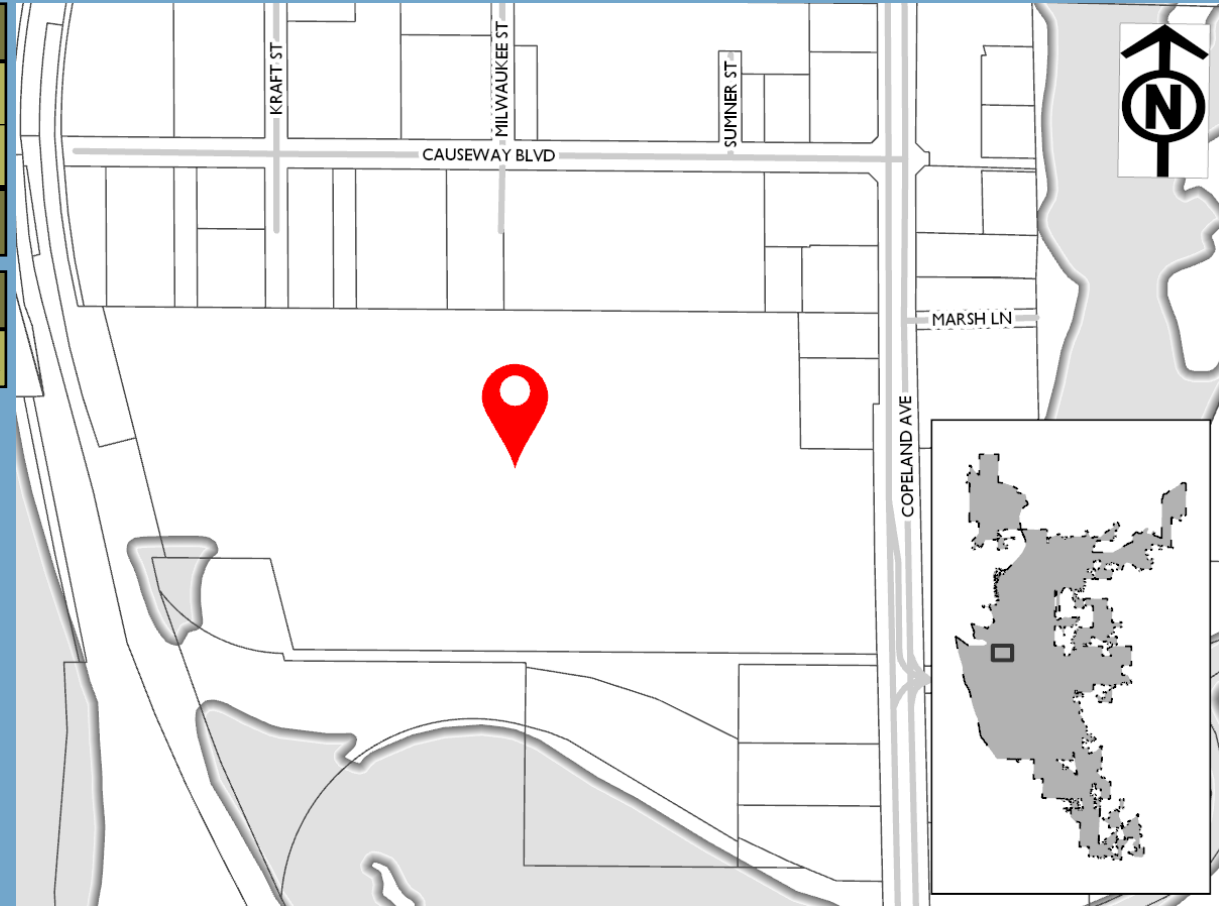 KRAFT ST
MILWAUKEE ST
SUMNER ST
N
CAUSEWAY BLVD
MARSH LN
COPELAND AVE